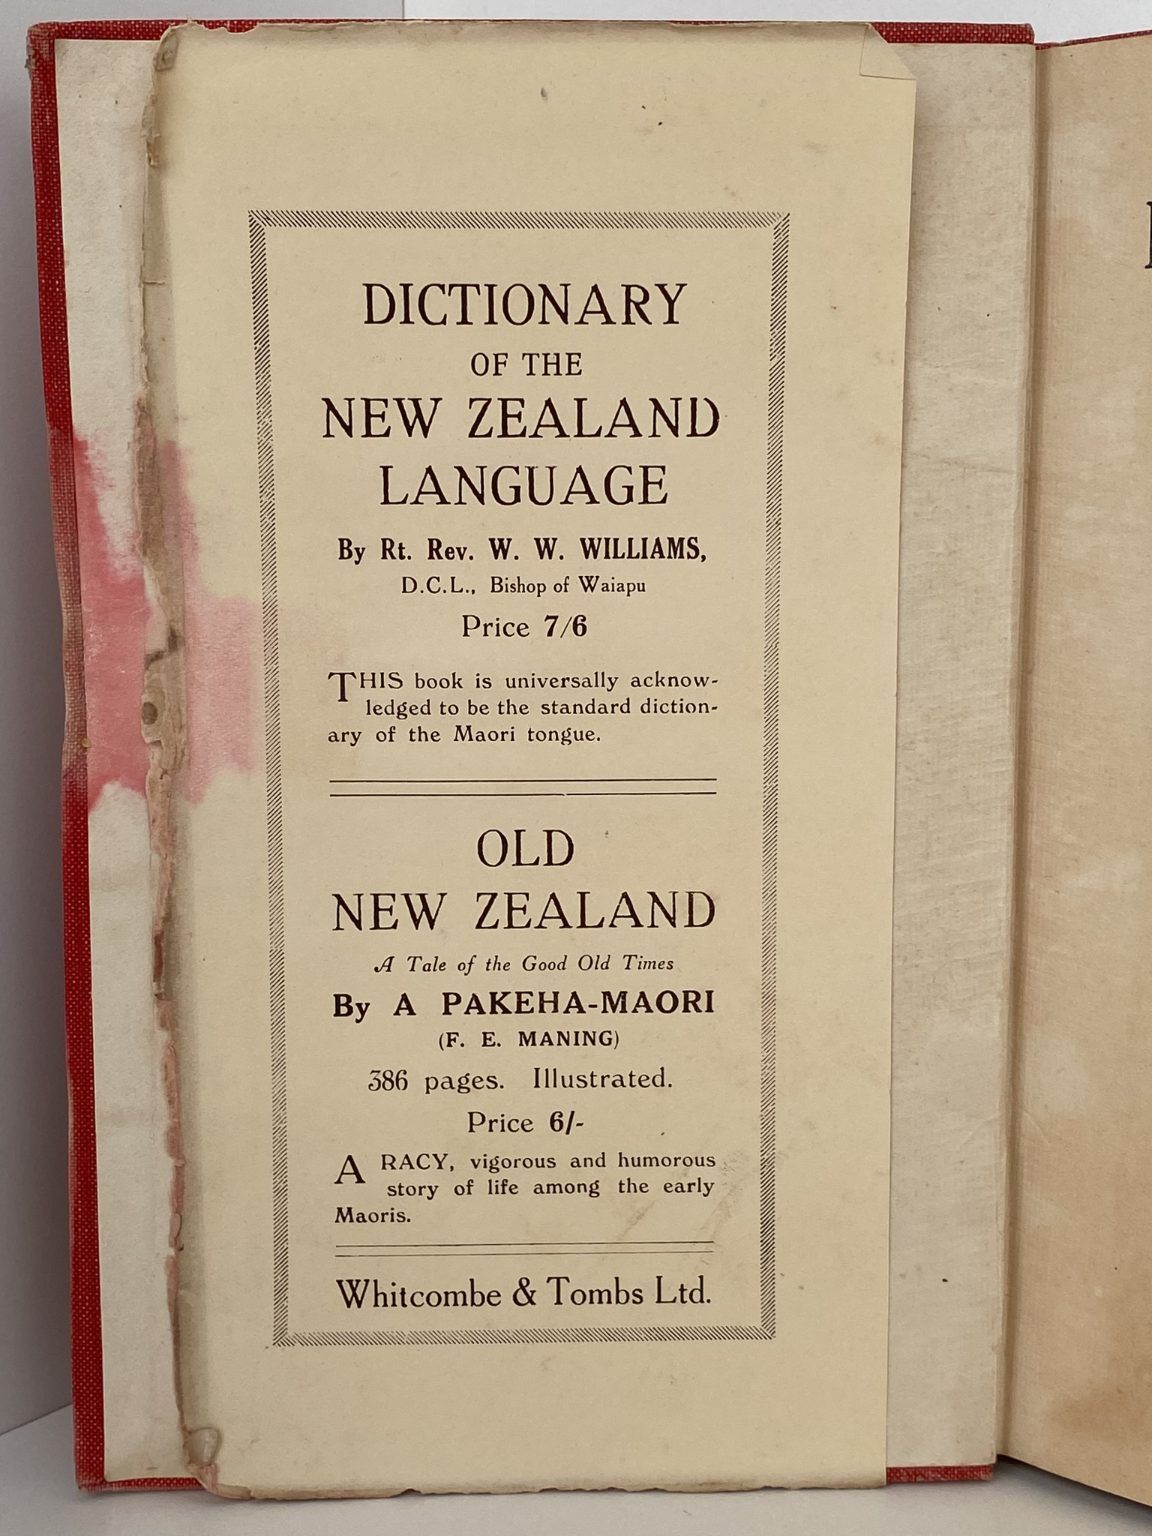 DICTIONARY
OF THE
NEW ZEALAND
LANGUAGE
By Rt. Rev. W. W. WILLIAMS,
D.C.L., Bishop of Waiapu
Price 7/6
THIS book is universally acknow-
ledged to be the standard diction-
ary of the Maori tongue.
OLD
NEW ZEALAND
A Tale of the Good Old Times
By A PAKEHA-MAORI
(F. E. MANING)
386 pages. Illustrated.
Price 6/-
A RACY, vigorous and humorous
story of life among the early
Maoris.
Whitcombe & Tombs Ltd.